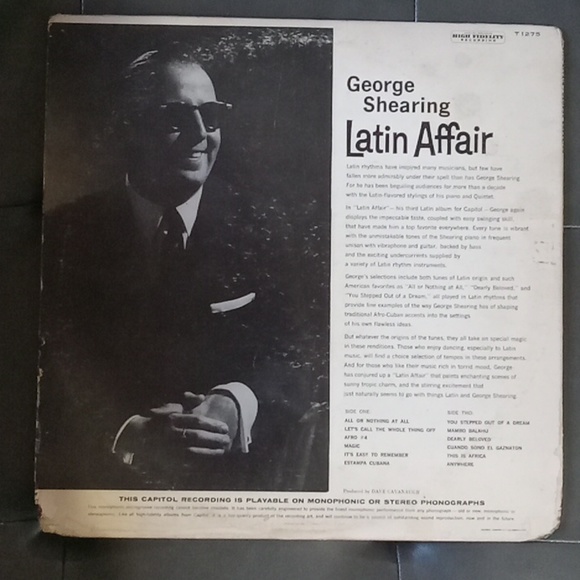 HIGH FIDELITY
RECORDING
T 1275
George
Shearing
Latin Affair
Latin rhythms have inspired many musicians, but few have
fallen more admirably under their spell than has George Shearing.
For he has been beguiling audiences for more than a decade
with the Latin-flavored stylings of his piano and Quintet.
In "Latin Affair" – his third Latin album for Capitol – George again
displays the impeccable taste, coupled with easy swinging skill,
that have made him a top favorite everywhere. Every tune is vibrant
with the unmistakable tones of the Shearing piano in frequent
unison with vibraphone and guitar, backed by bass
and the exciting undercurrents supplied by
a variety of Latin rhythm instruments.
George's selections include both tunes of Latin origin and such
American favorites as "All or Nothing at All," "Dearly Beloved," and
"You Stepped Out of a Dream," all played in Latin rhythms that
provide fine examples of the way George Shearing has of shaping
traditional Afro-Cuban accents into the settings
of his own flawless ideas.
But whatever the origins of the tunes, they all take on special magic
in these renditions. Those who enjoy dancing, especially to Latin
music, will find a choice selection of tempos in these arrangements.
And for those who like their music rich in torrid mood, George
has conjured up a "Latin Affair" that paints enchanting scenes of
sunny tropic charm, and the stirring excitement that
just naturally seems to go with things Latin and George Shearing.
SIDE ONE:
ALL OR NOTHING AT ALL
LET'S CALL THE WHOLE THING OFF
AFRO #4
MAGIC
IT'S EASY TO REMEMBER
ESTAMPA CUBANA
SIDE TWO:
YOU STEPPED OUT OF A DREAM
MAMBO BALAHU
DEARLY BELOVED
CUANDO SONO EL GAZNATON
THIS IS AFRICA
ANYWHERE
Produced by DAVE CAVANAUGH
THIS CAPITOL RECORDING IS PLAYABLE ON MONOPHONIC OR STEREO PHONOGRAPHS